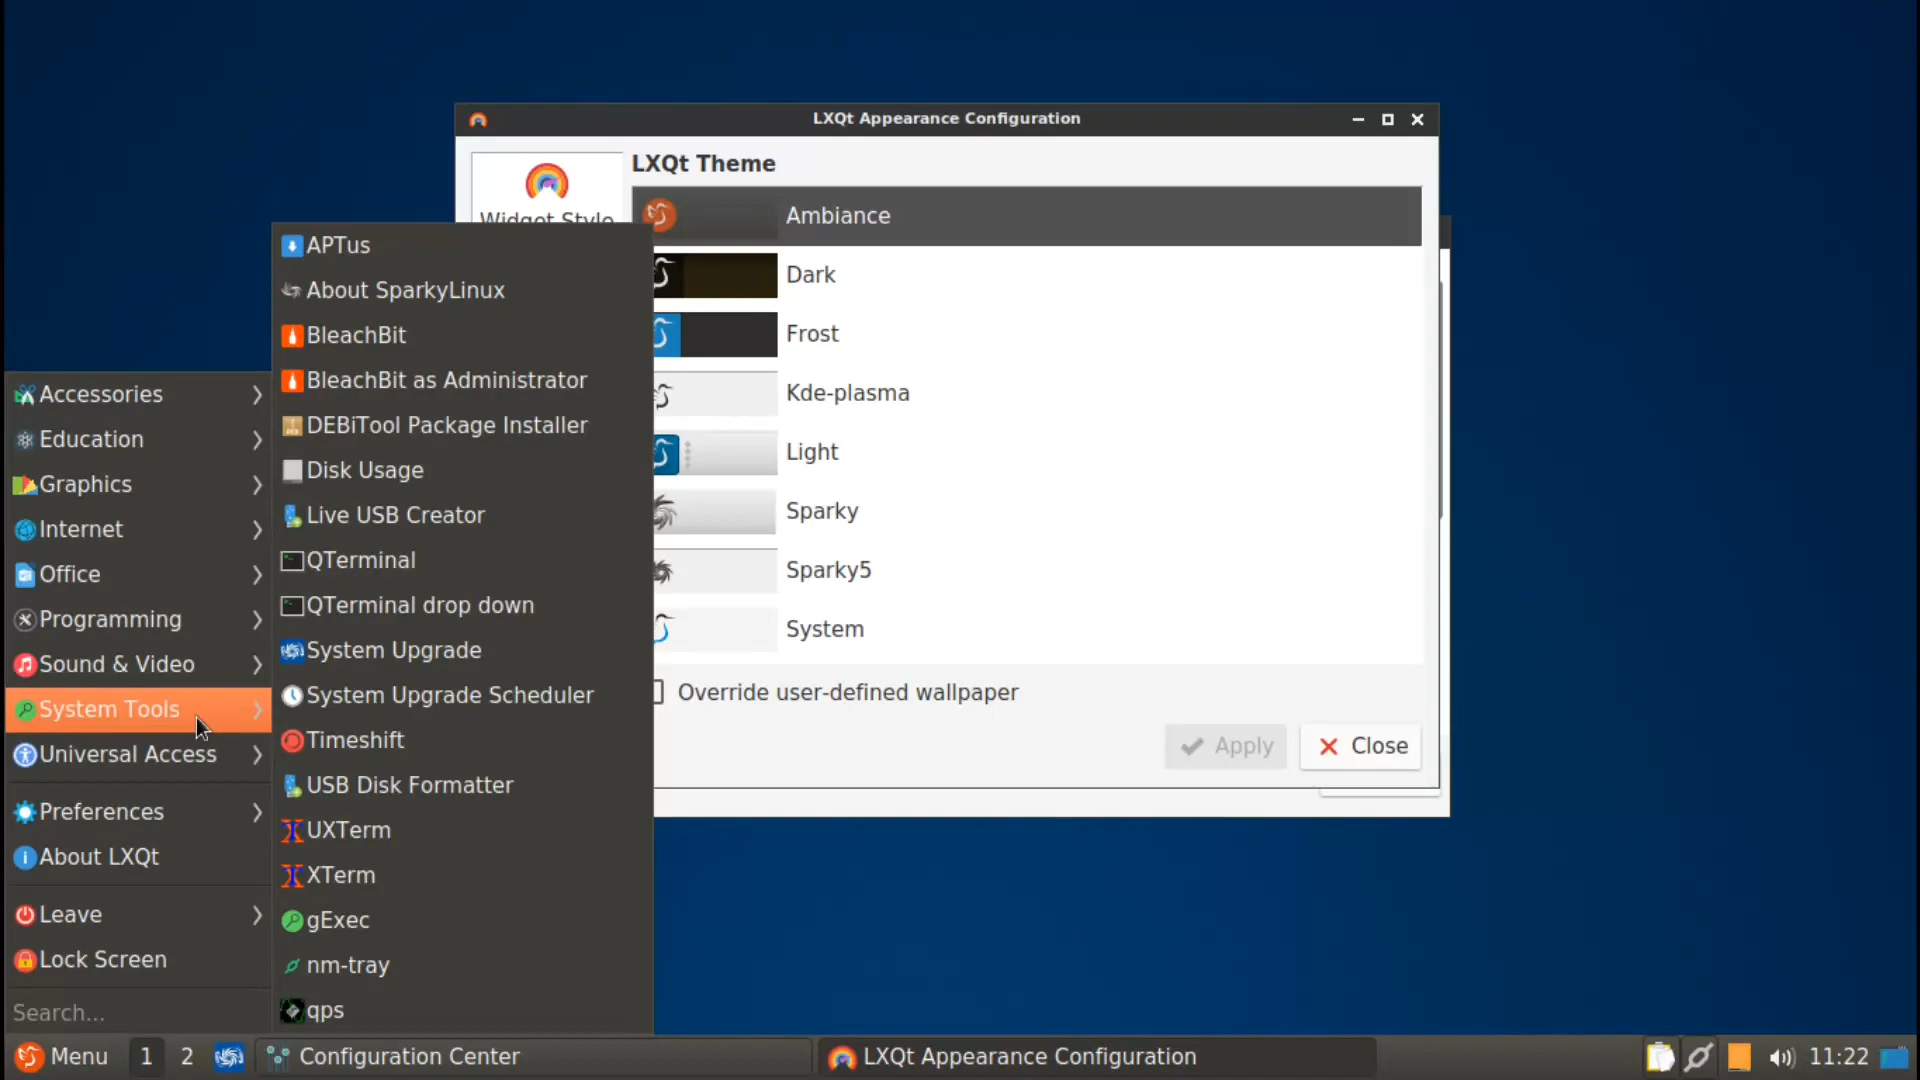 LXQt Appearance Configuration
LXQt Theme
Widget Style
Ambiance
Dark
Frost
Kde-plasma
Light
Sparky
Sparky5
System
Override user-defined wallpaper
Apply
Close
APTus
About SparkyLinux
BleachBit
BleachBit as Administrator
DEBiTool Package Installer
Disk Usage
Live USB Creator
QTerminal
QTerminal drop down
System Upgrade
System Upgrade Scheduler
Timeshift
USB Disk Formatter
UXTerm
XTerm
gExec
nm-tray
qps
Accessories
Education
Graphics
Internet
Office
Programming
Sound & Video
System Tools
Universal Access
Preferences
About LXQt
Leave
Lock Screen
Search...
Menu 1 2 Configuration Center LXQt Appearance Configuration 11:22